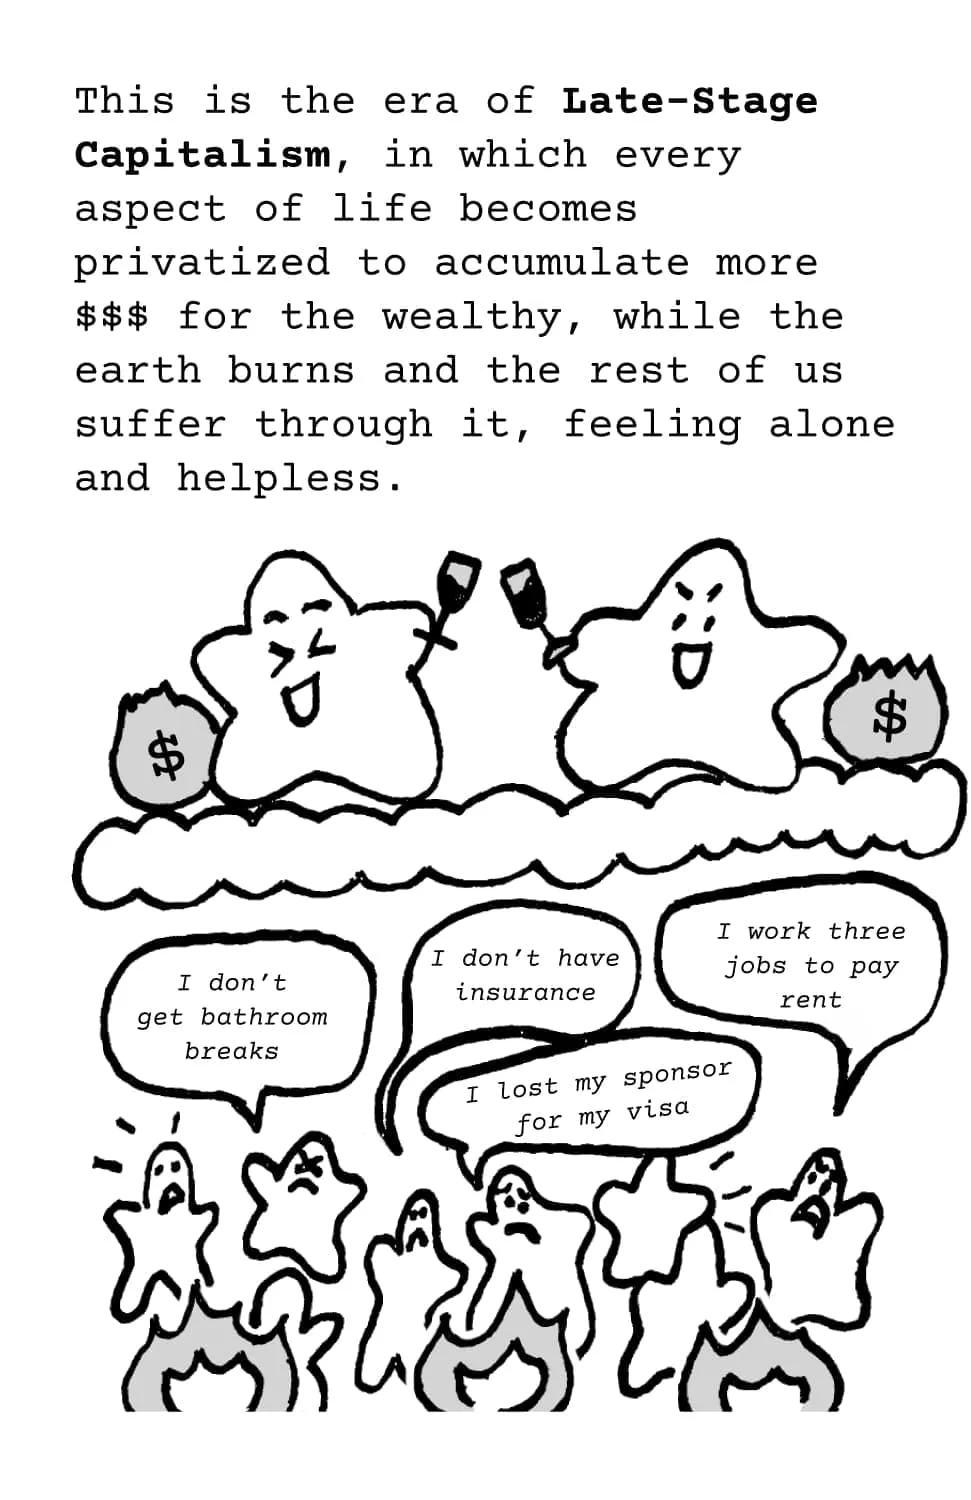 This is the era of Late-Stage
Capitalism, in which every
aspect of life becomes
privatized to accumulate more
$$$ for the wealthy, while the
earth burns and the rest of us
suffer through it, feeling alone
and helpless.
$
$
I don't
get bathroom
breaks
I don't have
insurance
I work three
jobs to pay
rent
I lost my sponsor
for my visa